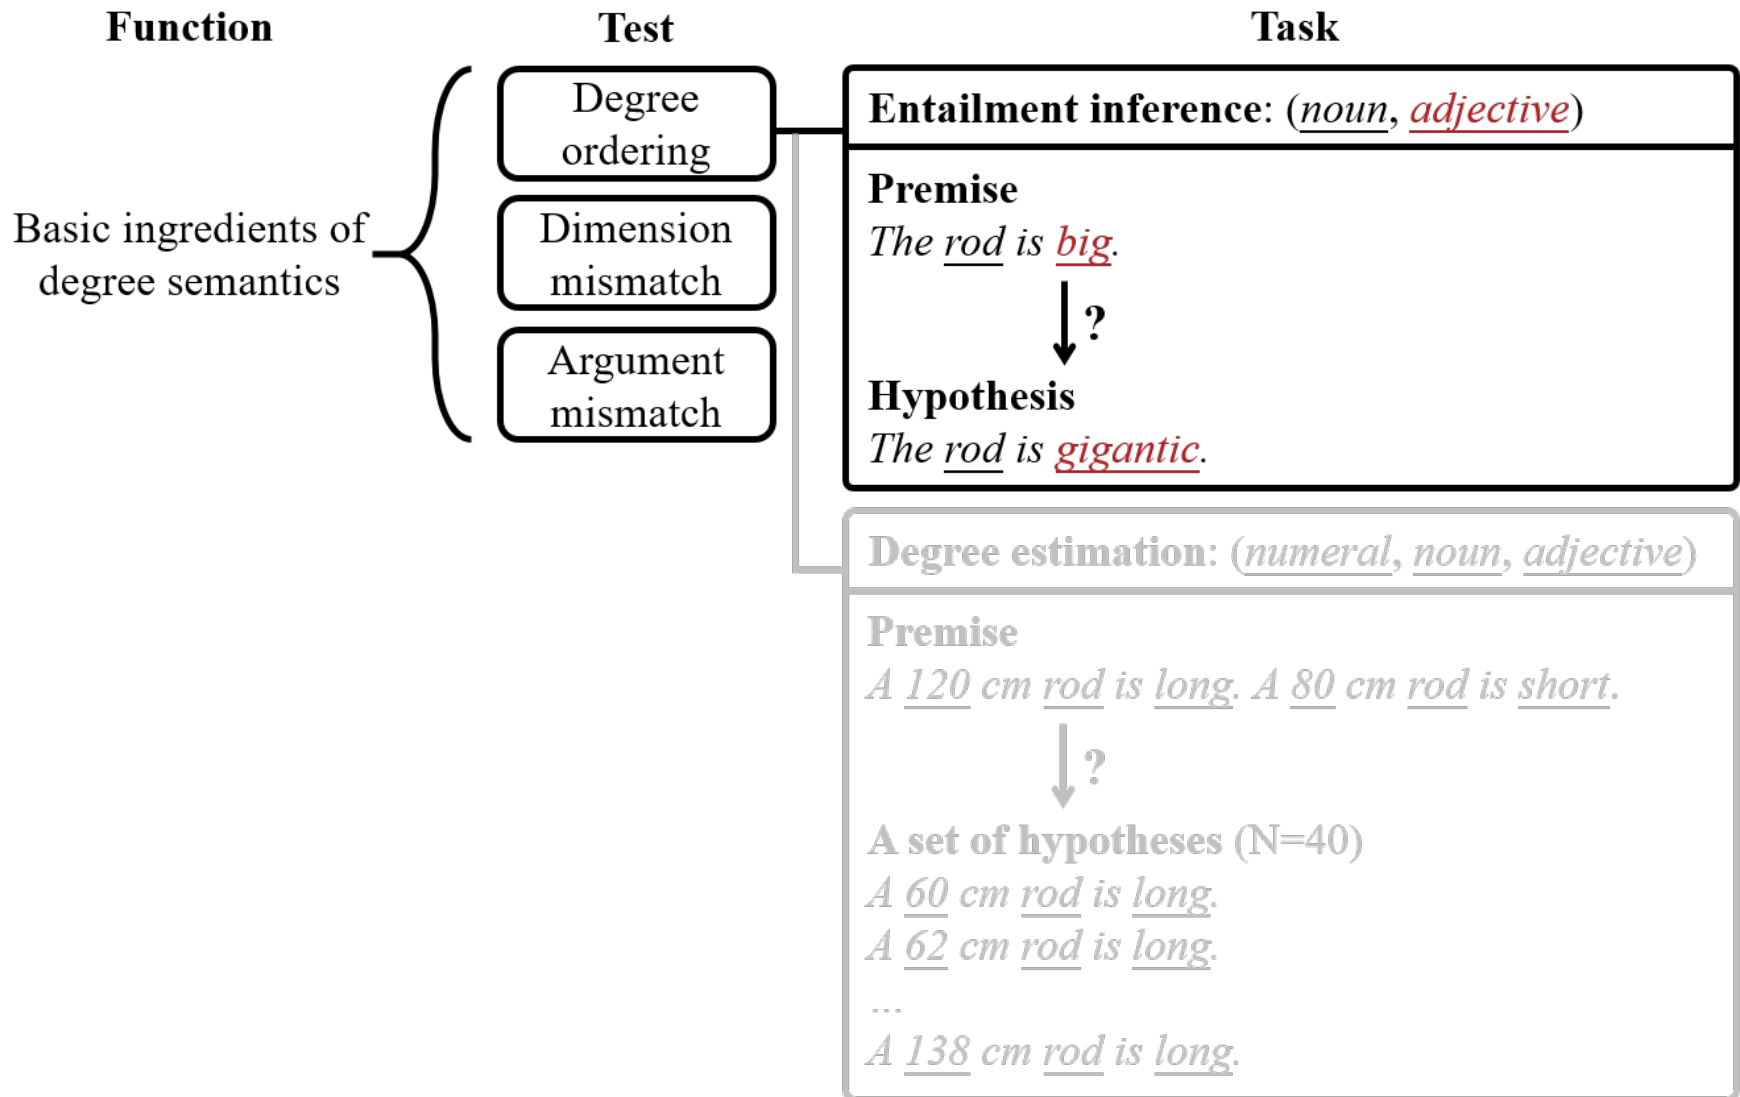 Function
Test
Task
Basic ingredients of
degree semantics
Degree
ordering
Dimension
mismatch
Argument
mismatch
Entailment inference: (noun, adjective)
Premise
The rod is big.
?
Hypothesis
The rod is gigantic.
Degree estimation: (numeral, noun, adjective)
Premise
A 120 cm rod is long. A 80 cm rod is short.
?
A set of hypotheses (N=40)
A 60 cm rod is long.
A 62 cm rod is long.
...
A 138 cm rod is long.